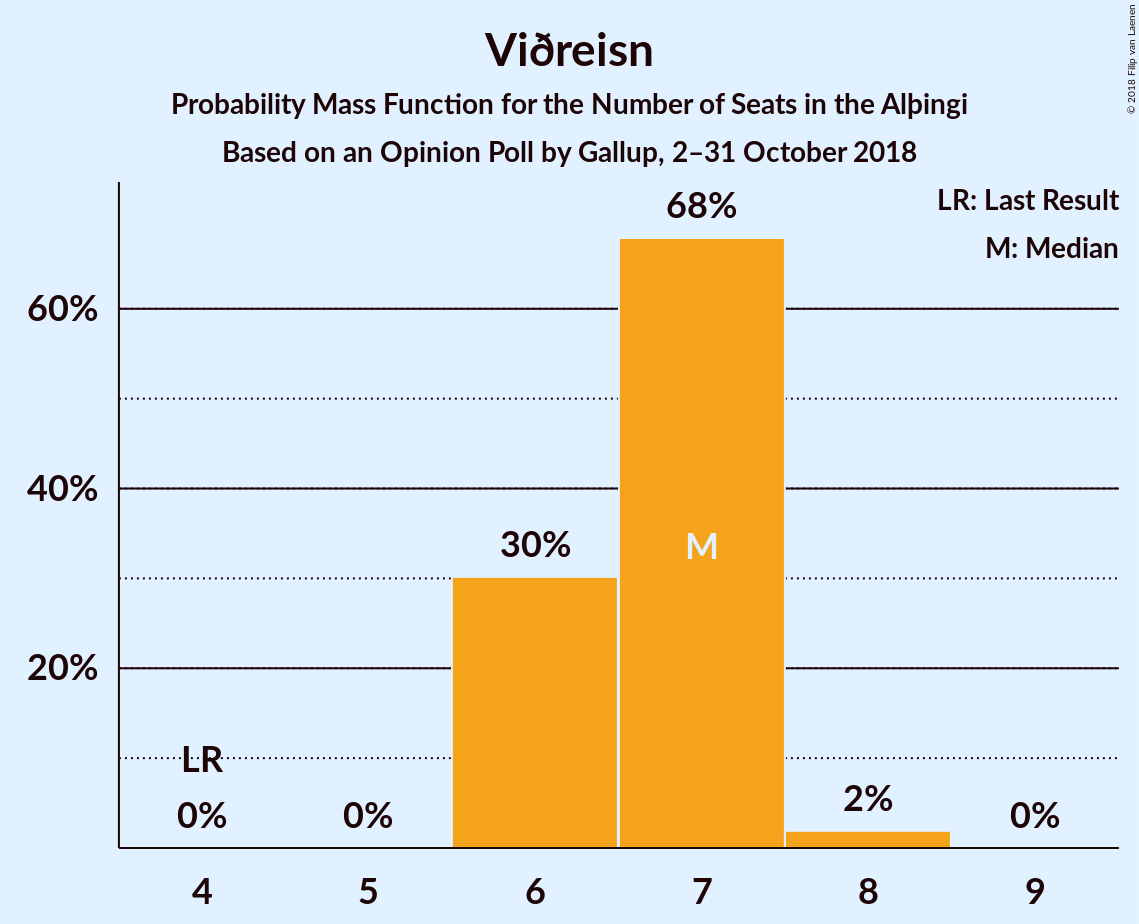 Viðreisn
Probability Mass Function for the Number of Seats in the Alþingi
Based on an Opinion Poll by Gallup, 2–31 October 2018
© 2018 Filip van Laenen
LR: Last Result
M: Median
68%
60%
40%
30%
M
20%
LR
0%
0%
2%
0%
4
5
6
7
8
9